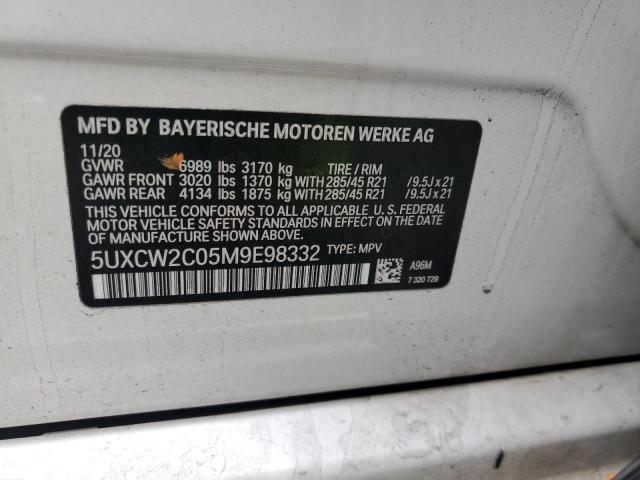 MFD BY BAYERISCHE MOTOREN WERKE AG
11/20
GVWR 6989 lbs 3170 kg TIRE / RIM
GAWR FRONT 3020 lbs 1370 kg WITH 285/45 R21 / 9.5J x 21
GAWR REAR 4134 lbs 1875 kg WITH 285/45 R21 / 9.5J x 21
THIS VEHICLE CONFORMS TO ALL APPLICABLE U. S. FEDERAL
MOTOR VEHICLE SAFETY STANDARDS IN EFFECT ON THE DATE
OF MANUFACTURE SHOWN ABOVE.
5UXCW2C05M9E98332 TYPE: MPV
A96M
7 320 729